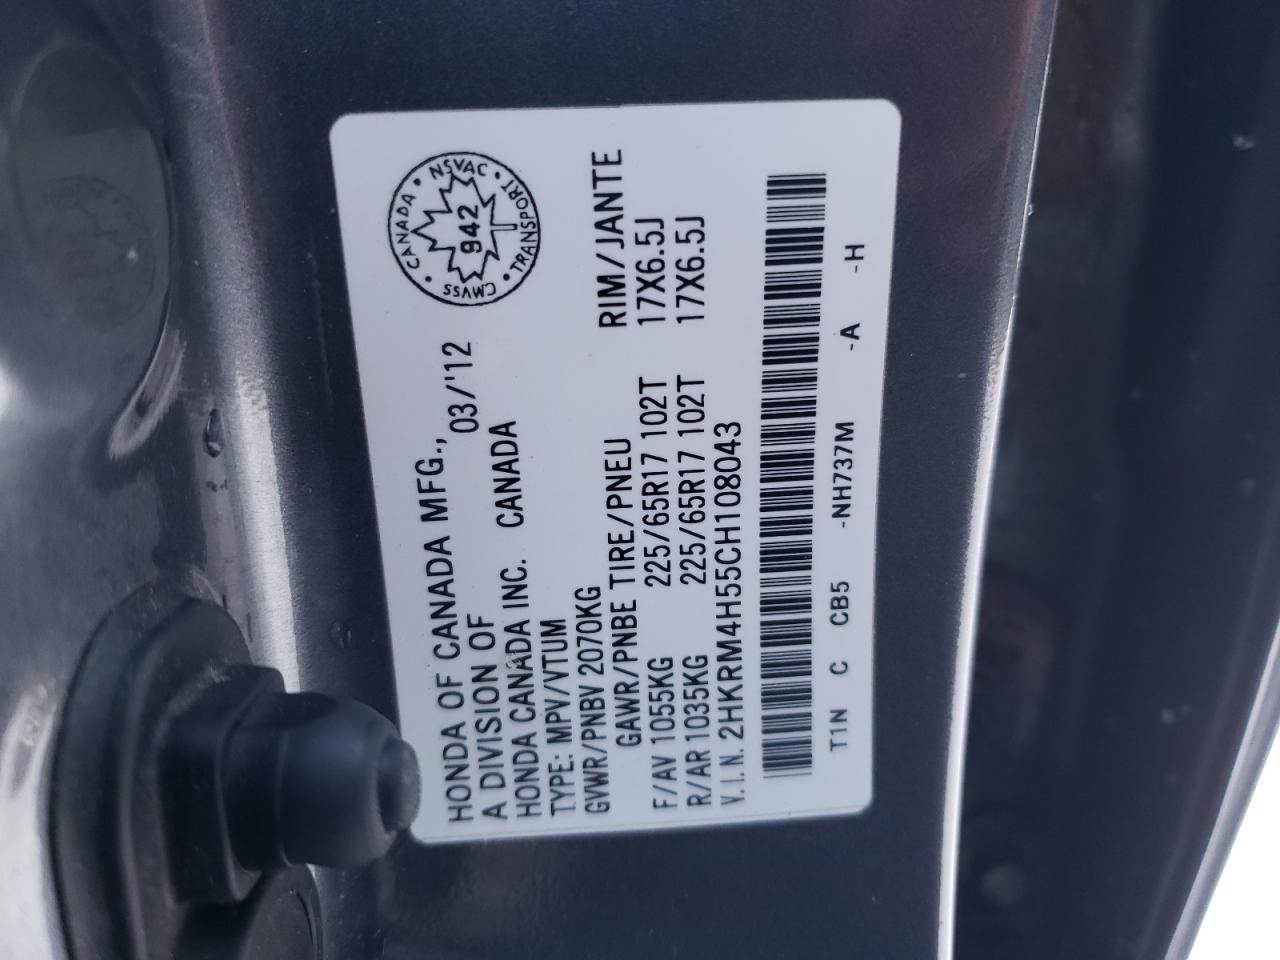 HONDA OF CANADA MFG.,
A DIVISION OF 03/'12
HONDA CANADA INC. CANADA
TYPE: MPV/VTUM
GVWR/PNBV 2070KG
GAWR/PNBE TIRE/PNEU RIM/JANTE
F/AV 1055KG 225/65R17 102T 17X6.5J
R/AR 1035KG 225/65R17 102T 17X6.5J
V.I.N. 2HKRM4H55CH108043
T1N C CB5 -NH737M -A -H
CANADA • NSVAC • TRANSPORT • CMVSS •
942